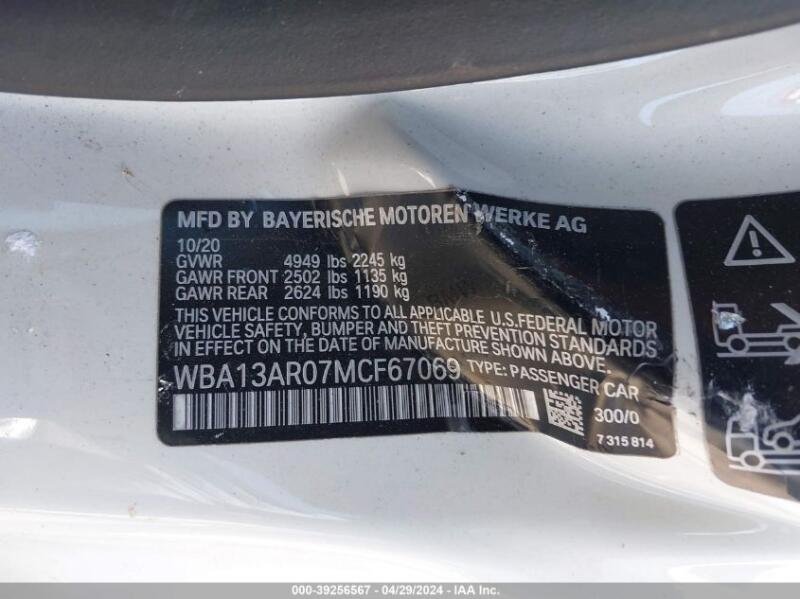 MFD BY BAYERISCHE MOTOREN WERKE AG
10/20
GVWR 4949 lbs 2245 kg
GAWR FRONT 2502 lbs 1135 kg
GAWR REAR 2624 lbs 1190 kg
THIS VEHICLE CONFORMS TO ALL APPLICABLE U.S.FEDERAL MOTOR
VEHICLE SAFETY, BUMPER AND THEFT PREVENTION STANDARDS
IN EFFECT ON THE DATE OF MANUFACTURE SHOWN ABOVE.
WBA13AR07MCF67069 TYPE: PASSENGER CAR
300/0
7 315 814
000-39256567 - 04/29/2024 - IAA Inc.